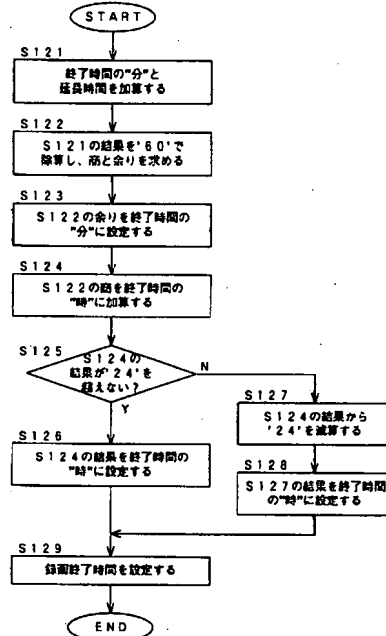 START
S121
終了時間の"分"と
延長時間を加算する
S122
S121の結果を'60'で
除算し、商と余りを求める
S123
S122の余りを終了時間の
"分"に設定する
S124
S122の商を終了時間の
"時"に加算する
S125
S124の
結果が'24'を
超えない?
N
Y
S127
S124の結果から
'24'を減算する
S126
S124の結果を終了時間の
"時"に設定する
S128
S127の結果を終了時間
の"時"に設定する
S129
録画終了時間を設定する
END